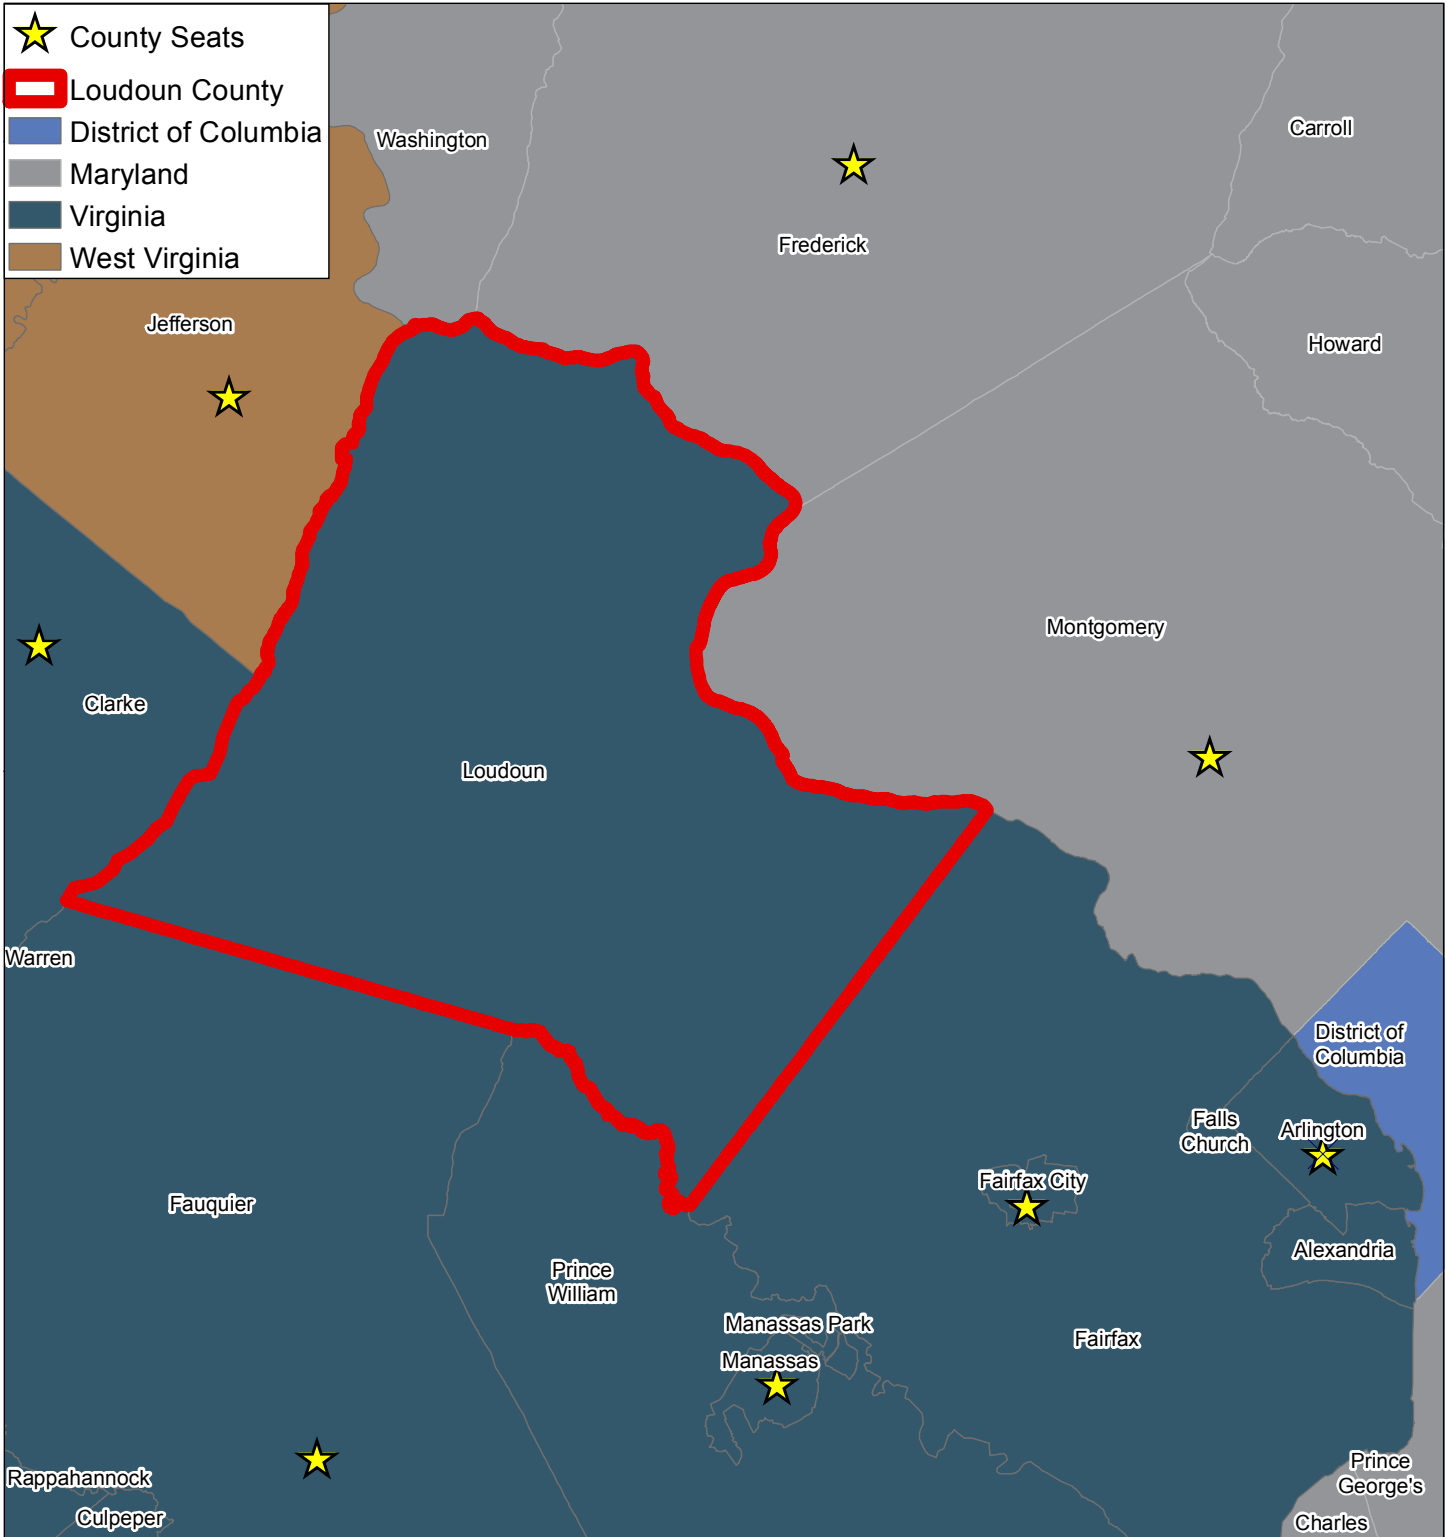 County Seats
Loudoun County
District of Columbia
Maryland
Virginia
West Virginia
Washington
Carroll
Frederick
Jefferson
Howard
Montgomery
Clarke
Loudoun
Warren
District of
Columbia
Falls
Church
Arlington
Fairfax City
Fauquier
Alexandria
Prince
William
Manassas Park
Fairfax
Manassas
Prince
George's
Rappahannock
Culpeper
Charles